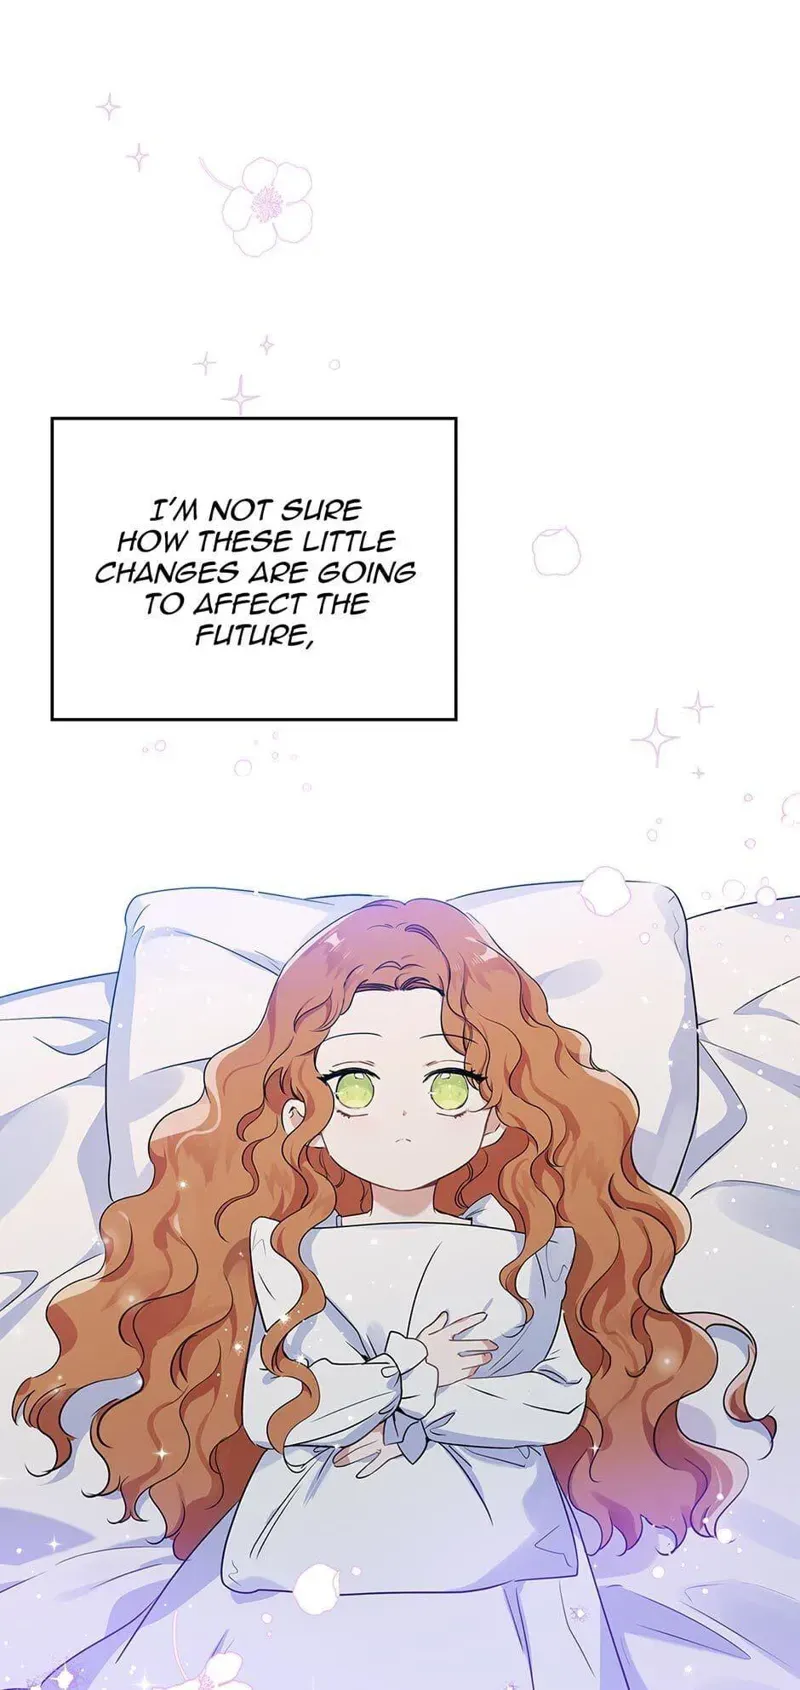 I'M NOT SURE
HOW THESE LITTLE
CHANGES ARE GOING
TO AFFECT THE
FUTURE,